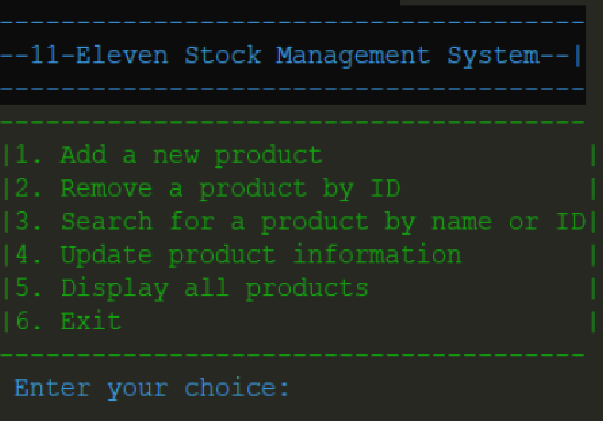 --------------------------------------
--11-Eleven Stock Management System--|
--------------------------------------
--------------------------------------
|1. Add a new product                 |
|2. Remove a product by ID            |
|3. Search for a product by name or ID|
|4. Update product information        |
|5. Display all products              |
|6. Exit                              |
--------------------------------------
Enter your choice: